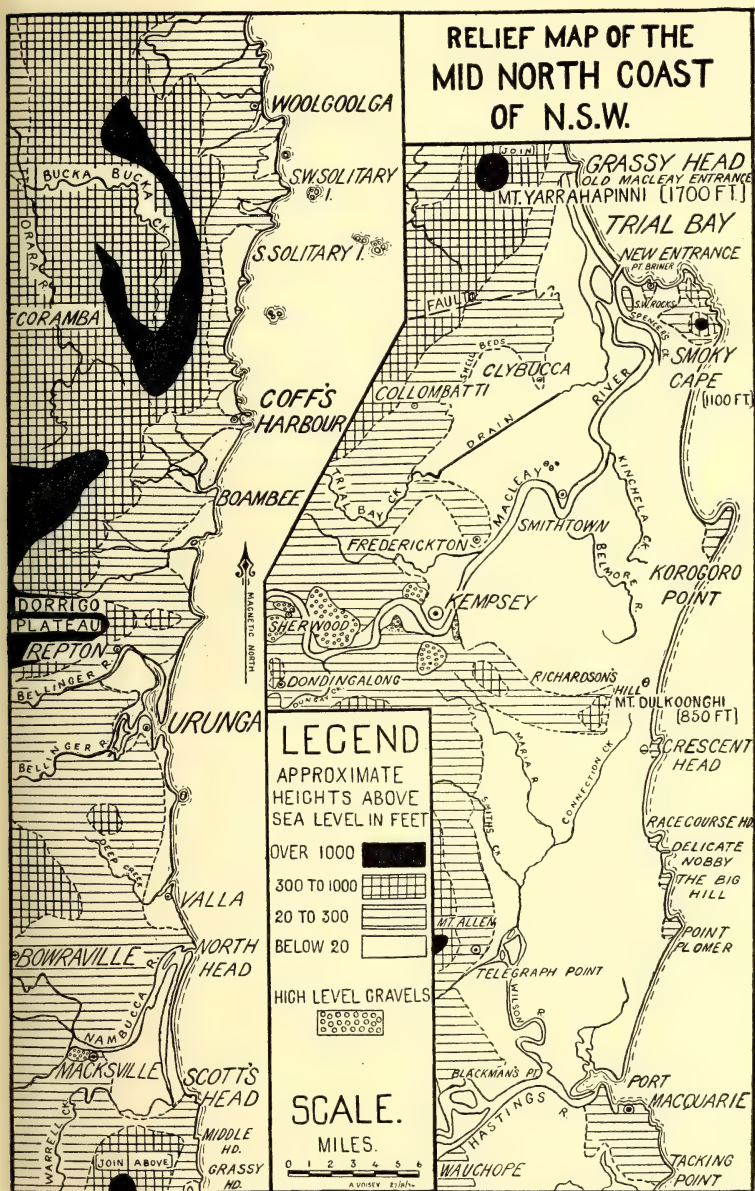 RELIEF MAP OF THE
MID NORTH COAST
OF N.S.W.
WOOLGOOLGA
BUCKA BUCKA
CK.
S.W.SOLITARY
I.
ORARA R.
S.SOLITARY I.
CORAMBA
COFF'S
HARBOUR
BOAMBEE
DORRIGO
PLATEAU
REPTON
BELLINGER R.
MAGNETIC NORTH
URUNGA
BELLINGER R.
DEEP CREEK
VALLA
BOWRAVILLE
NORTH
HEAD
NAMBUCCA R.
MACKSVILLE
SCOTT'S
HEAD
WARRELL CK.
MIDDLE
HD.
JOIN ABOVE
GRASSY
HD.
JOIN
GRASSY HEAD
OLD MACLEAY ENTRANCE
MT. YARRAHAPINNI [1700 FT.]
TRIAL BAY
NEW ENTRANCE
PT. BRINER
S.W.ROCKS
SPENCERS CK.
FAULT
SMOKY
CAPE
[1100 FT.]
SHELL BEDS
CLYBUCCA
COLLOMBATTI
DRAIN
MACLEAY RIVER
TRIAL BAY CK
KINCHELA CK.
SMITHTOWN
FREDERICKTON
BELMORE R.
KOROGORO
POINT
KEMPSEY
SHERWOOD
DONDINGALONG
DUNGAY CK.
RICHARDSON'S
HILL
MT. DULKOONGHI
[850 FT]
MARIA R.
CONNECTION CK
CRESCENT
HEAD
SMITHS CK.
RACECOURSE HD.
DELICATE
NOBBY
THE BIG
HILL
MT. ALLEN
POINT
PLOMER
TELEGRAPH POINT
WILSON R.
BLACKMAN'S PT.
PORT
MACQUARIE
HASTINGS R.
WAUCHOPE
TACKING
POINT
LEGEND
APPROXIMATE
HEIGHTS ABOVE
SEA LEVEL IN FEET
OVER 1000
300 TO 1000
20 TO 300
BELOW 20
HIGH LEVEL GRAVELS
SCALE.
MILES.
0 1 2 3 4 5 6
A VOISEY